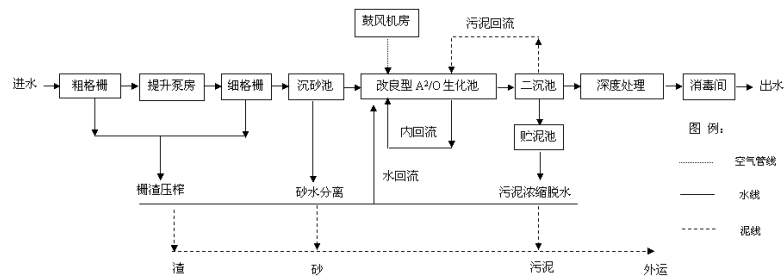 鼓风机房
污泥回流
进水
粗格栅
提升泵房
细格栅
沉砂池
改良型 A²/O 生化池
二沉池
深度处理
消毒间
出水
图 例：
内回流
贮泥池
空气管线
栅渣压榨
砂水分离
水回流
污泥浓缩脱水
水线
泥线
渣
砂
污泥
外运